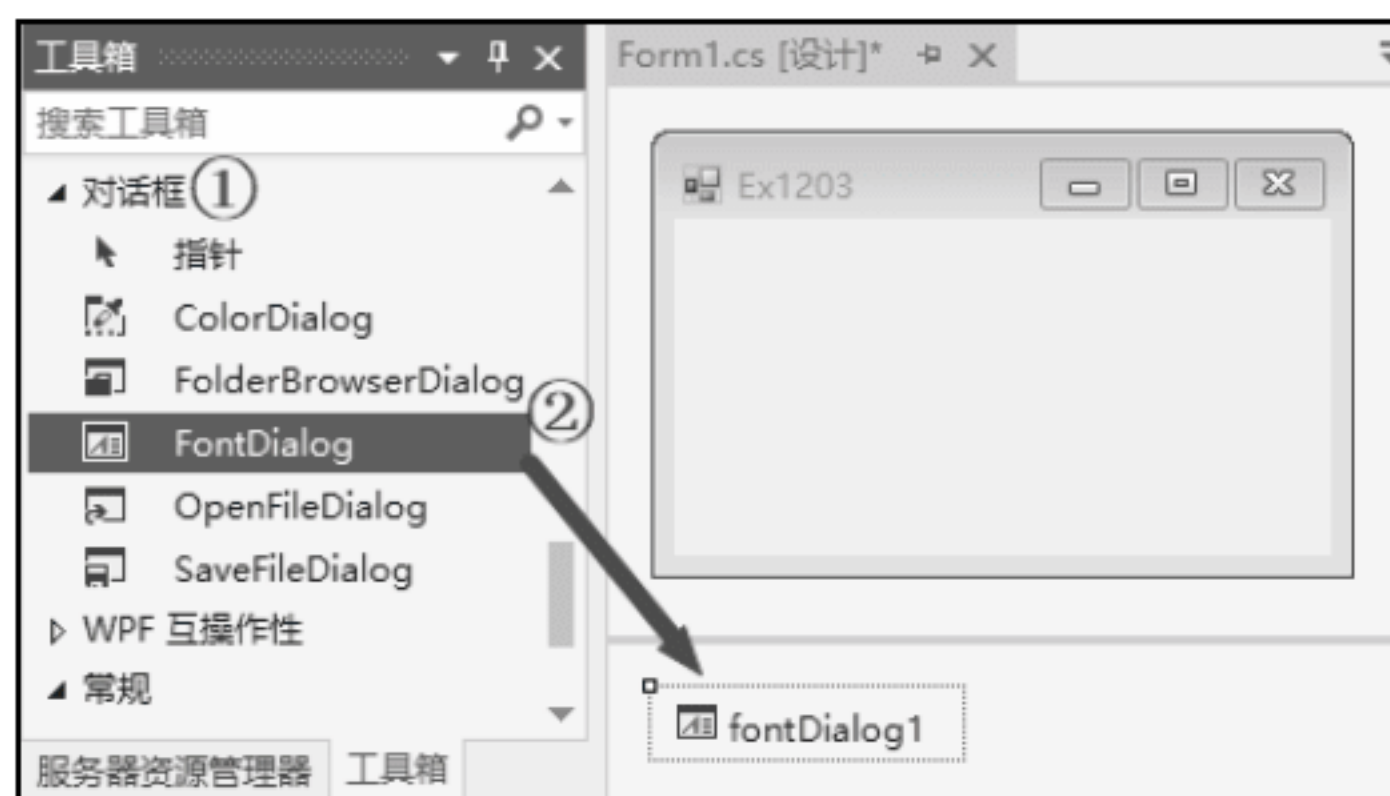 工具箱
搜索工具箱
对话框①
指针
ColorDialog
FolderBrowserDialog
②
FontDialog
OpenFileDialog
SaveFileDialog
WPF 互操作性
常规
服务器资源管理器 工具箱
Form1.cs [设计]*
Ex1203
fontDialog1